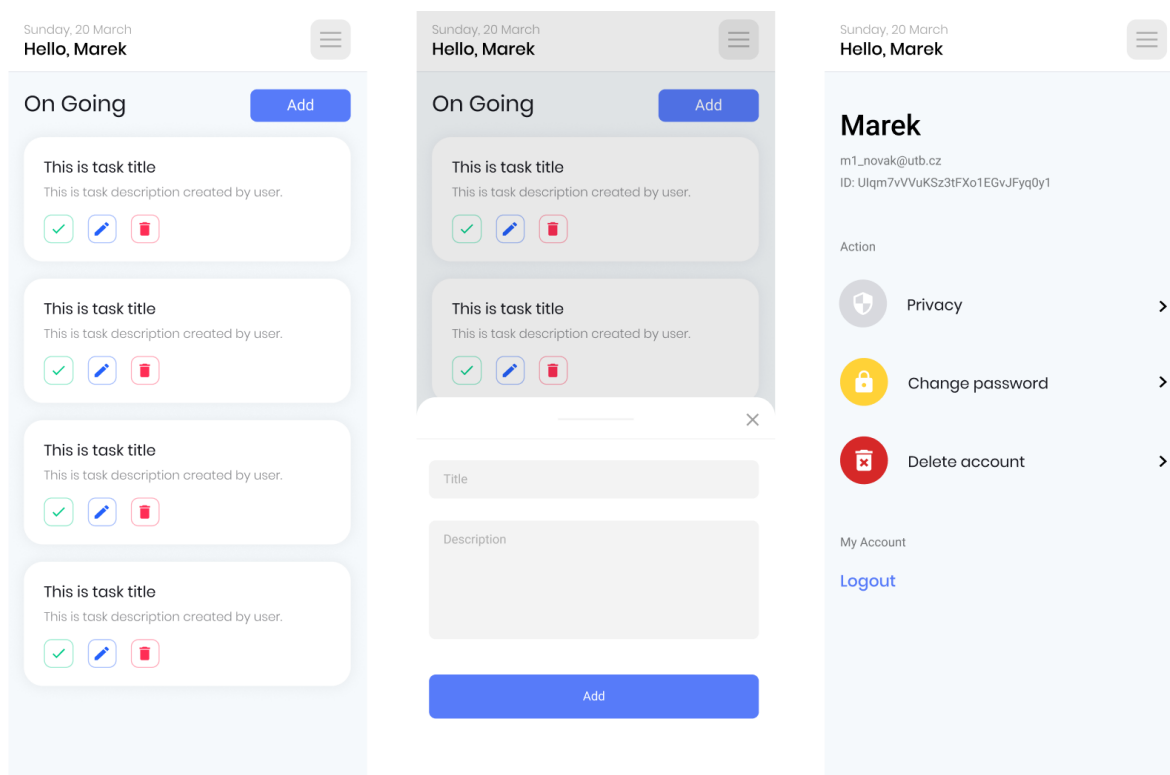 Sunday, 20 March
Hello, Marek
On Going
Add
This is task title
This is task description created by user.
This is task title
This is task description created by user.
This is task title
This is task description created by user.
This is task title
This is task description created by user.
Sunday, 20 March
Hello, Marek
On Going
Add
This is task title
This is task description created by user.
This is task title
This is task description created by user.
Title
Description
Add
Sunday, 20 March
Hello, Marek
Marek
m1_novak@utb.cz
ID: UIqm7vVVuKSz3tFXo1EGvJFyq0y1
Action
Privacy
Change password
Delete account
My Account
Logout